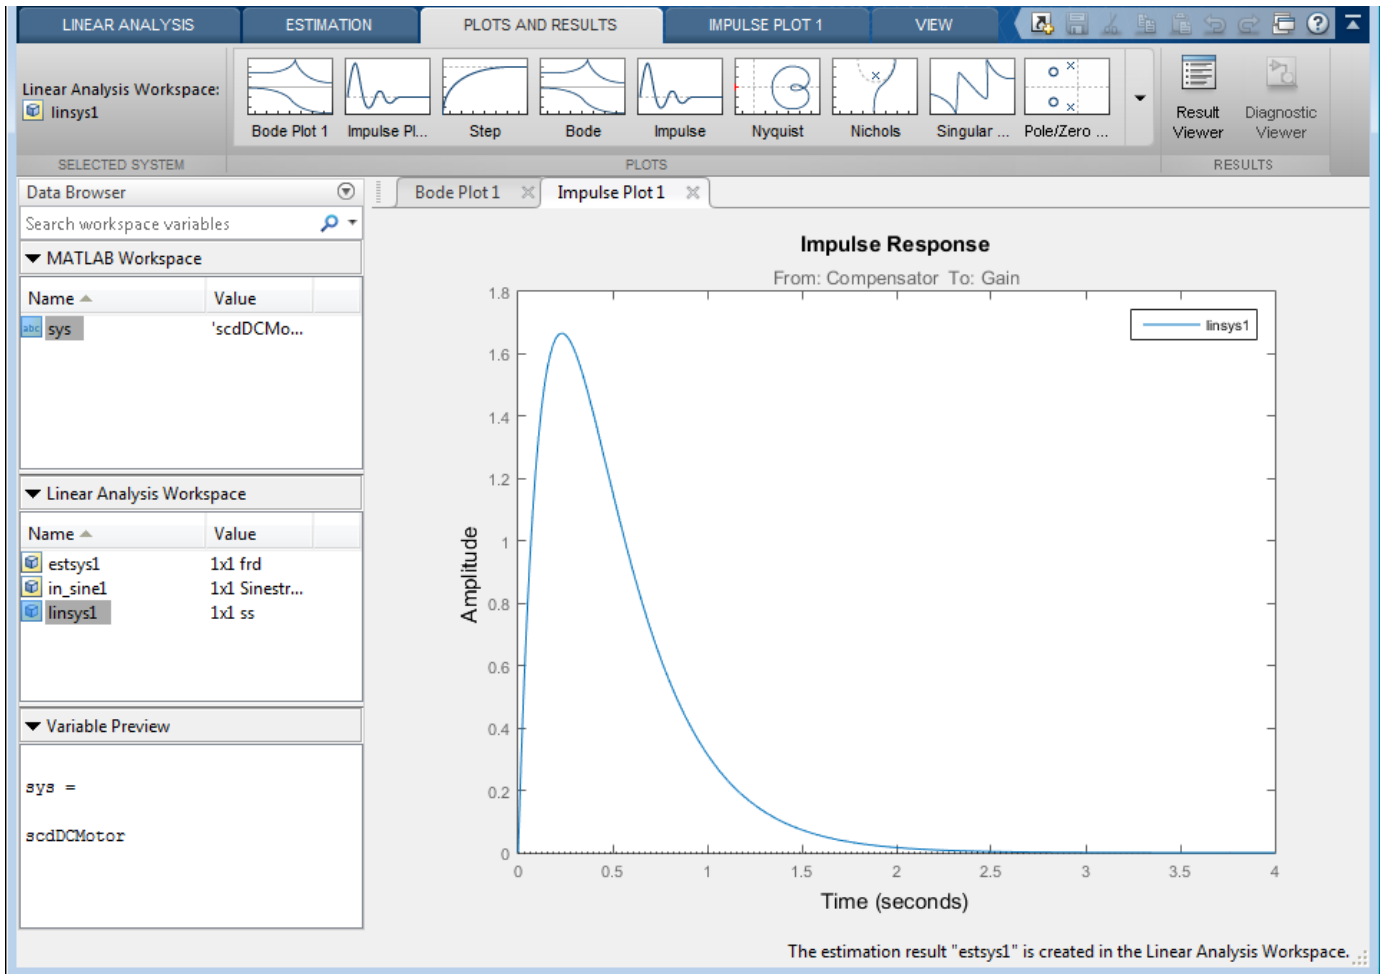 LINEAR ANALYSIS ESTIMATION PLOTS AND RESULTS IMPULSE PLOT 1 VIEW
Linear Analysis Workspace:
linsys1
Bode Plot 1 Impulse Pl... Step Bode Impulse Nyquist Nichols Singular ... Pole/Zero ...
Result Viewer
Diagnostic Viewer
SELECTED SYSTEM PLOTS RESULTS
Data Browser
Bode Plot 1 Impulse Plot 1
Search workspace variables
MATLAB Workspace
Name Value
abc sys 'scdDCMo...
Linear Analysis Workspace
Name Value
estsys1 1x1 frd
in_sine1 1x1 Sinestr...
linsys1 1x1 ss
Variable Preview
sys =
scdDCMotor
Impulse Response
From: Compensator To: Gain
linsys1
1.8
1.6
1.4
1.2
1
0.8
0.6
0.4
0.2
0
Amplitude
0 0.5 1 1.5 2 2.5 3 3.5 4
Time (seconds)
The estimation result "estsys1" is created in the Linear Analysis Workspace.